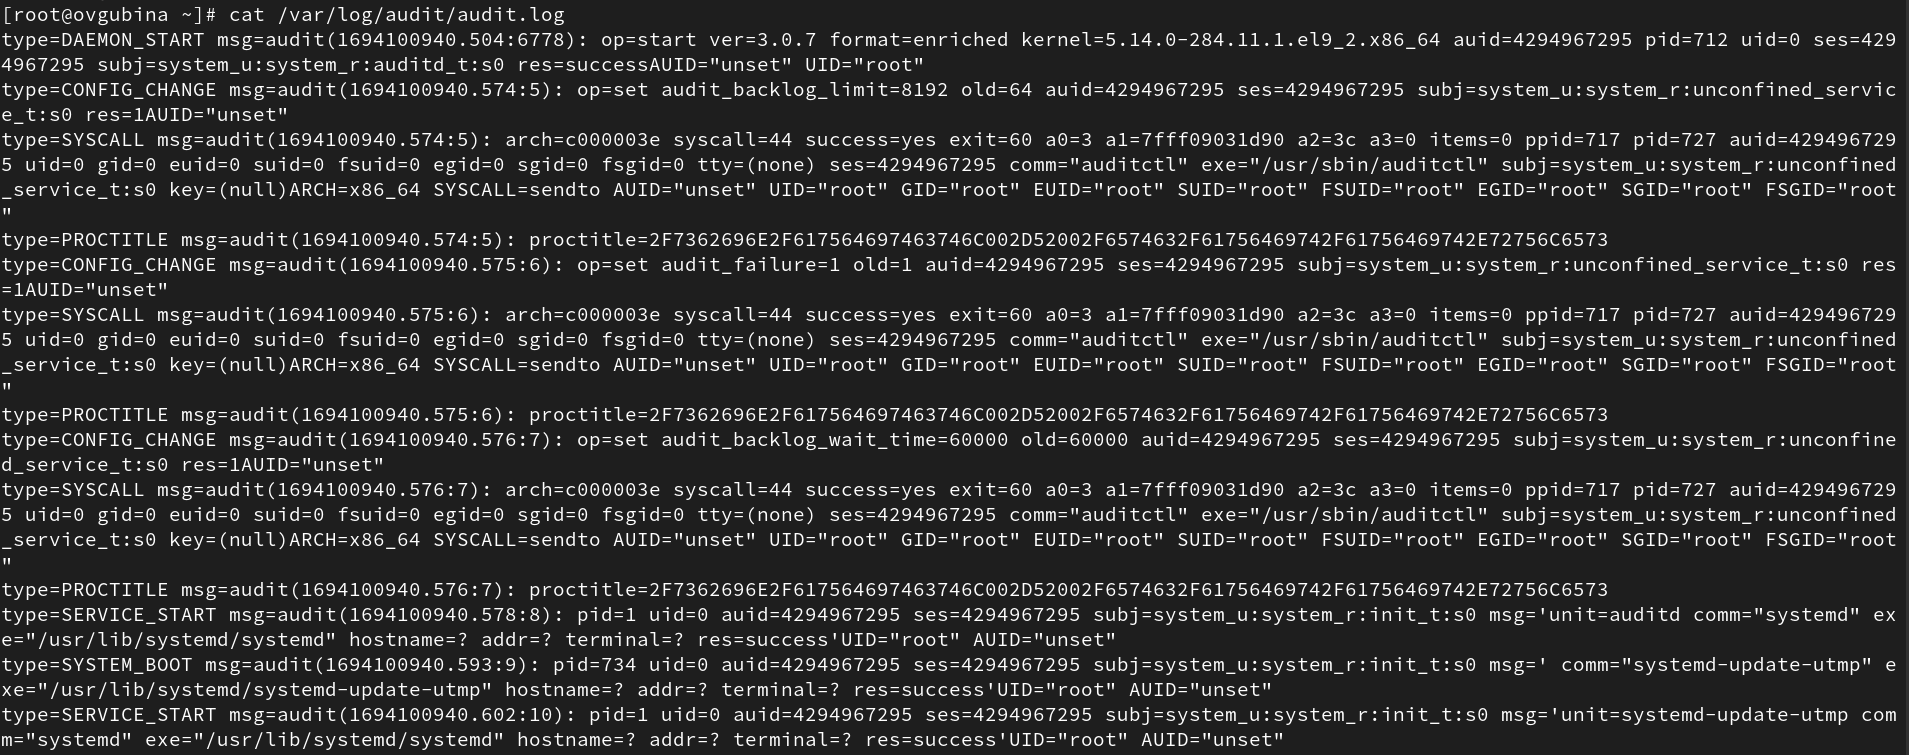 [root@ovgubina ~]# cat /var/log/audit/audit.log
type=DAEMON_START msg=audit(1694100940.504:6778): op=start ver=3.0.7 format=enriched kernel=5.14.0-284.11.1.el9_2.x86_64 auid=4294967295 pid=712 uid=0 ses=429
4967295 subj=system_u:system_r:auditd_t:s0 res=successAUID="unset" UID="root"
type=CONFIG_CHANGE msg=audit(1694100940.574:5): op=set audit_backlog_limit=8192 old=64 auid=4294967295 ses=4294967295 subj=system_u:system_r:unconfined_servic
e_t:s0 res=1AUID="unset"
type=SYSCALL msg=audit(1694100940.574:5): arch=c000003e syscall=44 success=yes exit=60 a0=3 a1=7fff09031d90 a2=3c a3=0 items=0 ppid=717 pid=727 auid=429496729
5 uid=0 gid=0 euid=0 suid=0 fsuid=0 egid=0 sgid=0 fsgid=0 tty=(none) ses=4294967295 comm="auditctl" exe="/usr/sbin/auditctl" subj=system_u:system_r:unconfined
_service_t:s0 key=(null)ARCH=x86_64 SYSCALL=sendto AUID="unset" UID="root" GID="root" EUID="root" SUID="root" FSUID="root" EGID="root" SGID="root" FSGID="root
"
type=PROCTITLE msg=audit(1694100940.574:5): proctitle=2F7362696E2F617564697463746C002D52002F6574632F61756469742F61756469742E72756C6573
type=CONFIG_CHANGE msg=audit(1694100940.575:6): op=set audit_failure=1 old=1 auid=4294967295 ses=4294967295 subj=system_u:system_r:unconfined_service_t:s0 res
=1AUID="unset"
type=SYSCALL msg=audit(1694100940.575:6): arch=c000003e syscall=44 success=yes exit=60 a0=3 a1=7fff09031d90 a2=3c a3=0 items=0 ppid=717 pid=727 auid=429496729
5 uid=0 gid=0 euid=0 suid=0 fsuid=0 egid=0 sgid=0 fsgid=0 tty=(none) ses=4294967295 comm="auditctl" exe="/usr/sbin/auditctl" subj=system_u:system_r:unconfined
_service_t:s0 key=(null)ARCH=x86_64 SYSCALL=sendto AUID="unset" UID="root" GID="root" EUID="root" SUID="root" FSUID="root" EGID="root" SGID="root" FSGID="root
"
type=PROCTITLE msg=audit(1694100940.575:6): proctitle=2F7362696E2F617564697463746C002D52002F6574632F61756469742F61756469742E72756C6573
type=CONFIG_CHANGE msg=audit(1694100940.576:7): op=set audit_backlog_wait_time=60000 old=60000 auid=4294967295 ses=4294967295 subj=system_u:system_r:unconfine
d_service_t:s0 res=1AUID="unset"
type=SYSCALL msg=audit(1694100940.576:7): arch=c000003e syscall=44 success=yes exit=60 a0=3 a1=7fff09031d90 a2=3c a3=0 items=0 ppid=717 pid=727 auid=429496729
5 uid=0 gid=0 euid=0 suid=0 fsuid=0 egid=0 sgid=0 fsgid=0 tty=(none) ses=4294967295 comm="auditctl" exe="/usr/sbin/auditctl" subj=system_u:system_r:unconfined
_service_t:s0 key=(null)ARCH=x86_64 SYSCALL=sendto AUID="unset" UID="root" GID="root" EUID="root" SUID="root" FSUID="root" EGID="root" SGID="root" FSGID="root
"
type=PROCTITLE msg=audit(1694100940.576:7): proctitle=2F7362696E2F617564697463746C002D52002F6574632F61756469742F61756469742E72756C6573
type=SERVICE_START msg=audit(1694100940.578:8): pid=1 uid=0 auid=4294967295 ses=4294967295 subj=system_u:system_r:init_t:s0 msg='unit=auditd comm="systemd" ex
e="/usr/lib/systemd/systemd" hostname=? addr=? terminal=? res=success'UID="root" AUID="unset"
type=SYSTEM_BOOT msg=audit(1694100940.593:9): pid=734 uid=0 auid=4294967295 ses=4294967295 subj=system_u:system_r:init_t:s0 msg=' comm="systemd-update-utmp" e
xe="/usr/lib/systemd/systemd-update-utmp" hostname=? addr=? terminal=? res=success'UID="root" AUID="unset"
type=SERVICE_START msg=audit(1694100940.602:10): pid=1 uid=0 auid=4294967295 ses=4294967295 subj=system_u:system_r:init_t:s0 msg='unit=systemd-update-utmp com
m="systemd" exe="/usr/lib/systemd/systemd" hostname=? addr=? terminal=? res=success'UID="root" AUID="unset"